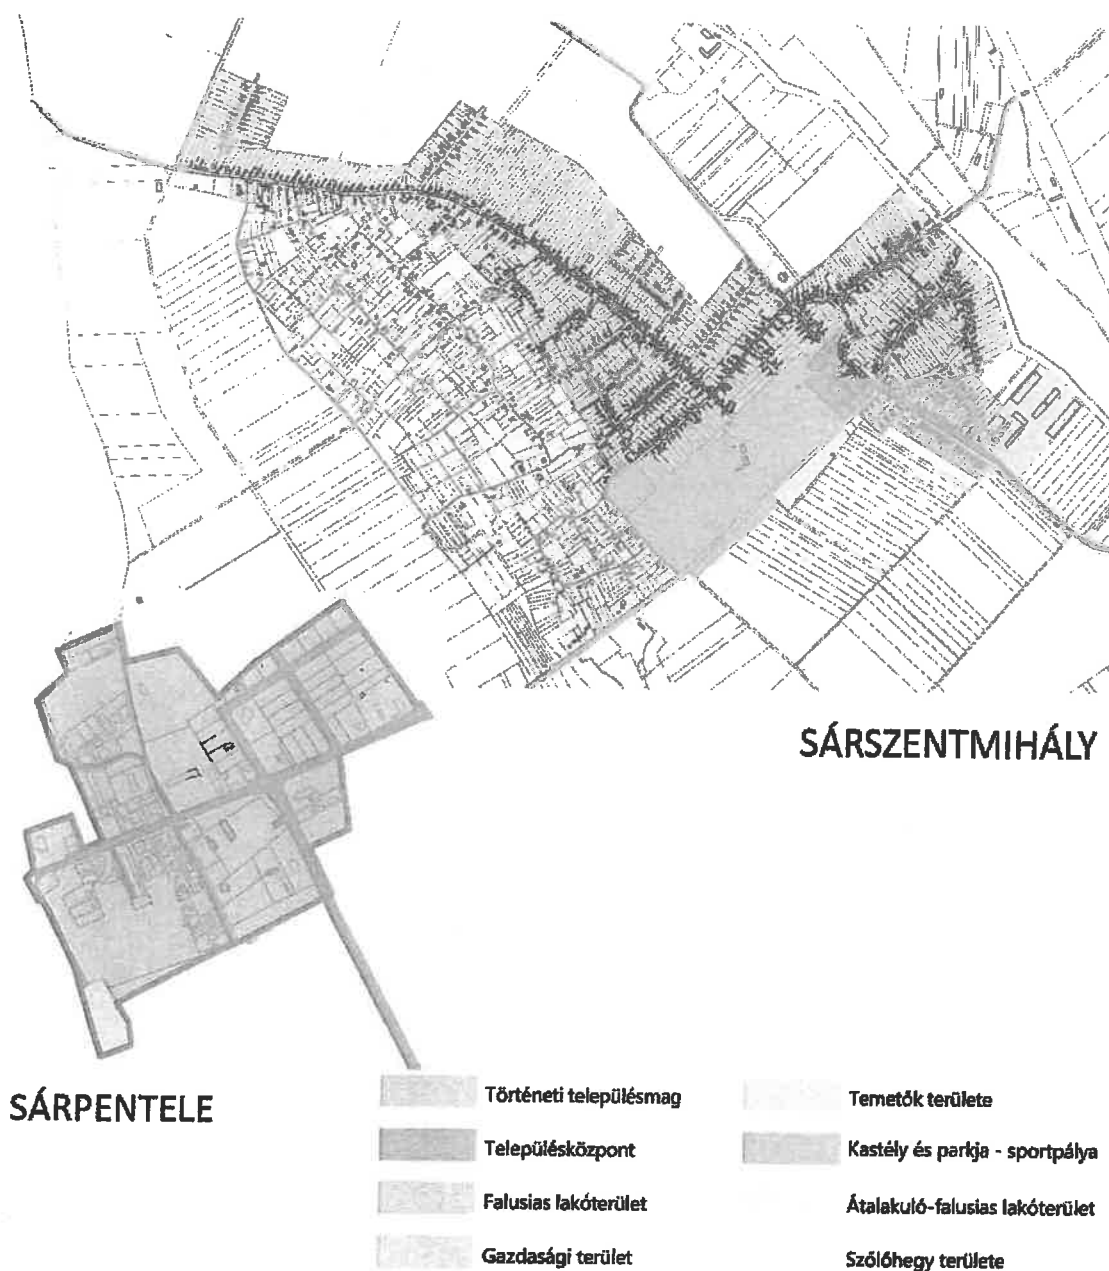 SÁRSZENTMIHÁLY
SÁRPENTELE
Történeti településmag
Településközpont
Falusias lakóterület
Gazdasági terület
Temetők területe
Kastély és parkja - sportpálya
Átalakuló-falusias lakóterület
Szőlőhegy területe